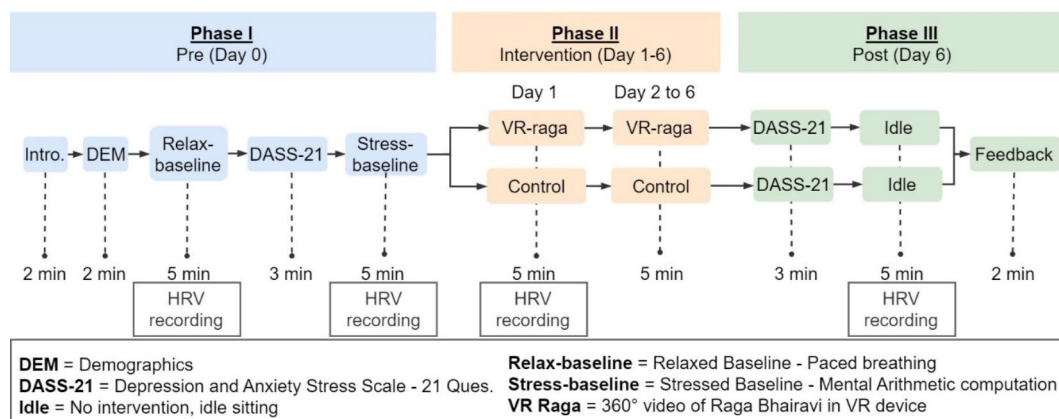 Phase I
Pre (Day 0)
Phase II
Intervention (Day 1-6)
Phase III
Post (Day 6)
Day 1
Day 2 to 6
Intro.
DEM
Relax-
baseline
DASS-21
Stress-
baseline
VR-raga
VR-raga
DASS-21
Idle
Control
Control
DASS-21
Idle
Feedback
2 min
2 min
5 min
3 min
5 min
5 min
5 min
3 min
5 min
2 min
HRV
recording
HRV
recording
HRV
recording
HRV
recording
DEM = Demographics
DASS-21 = Depression and Anxiety Stress Scale - 21 Ques.
Idle = No intervention, idle sitting
Relax-baseline = Relaxed Baseline - Paced breathing
Stress-baseline = Stressed Baseline - Mental Arithmetic computation
VR Raga = 360° video of Raga Bhairavi in VR device